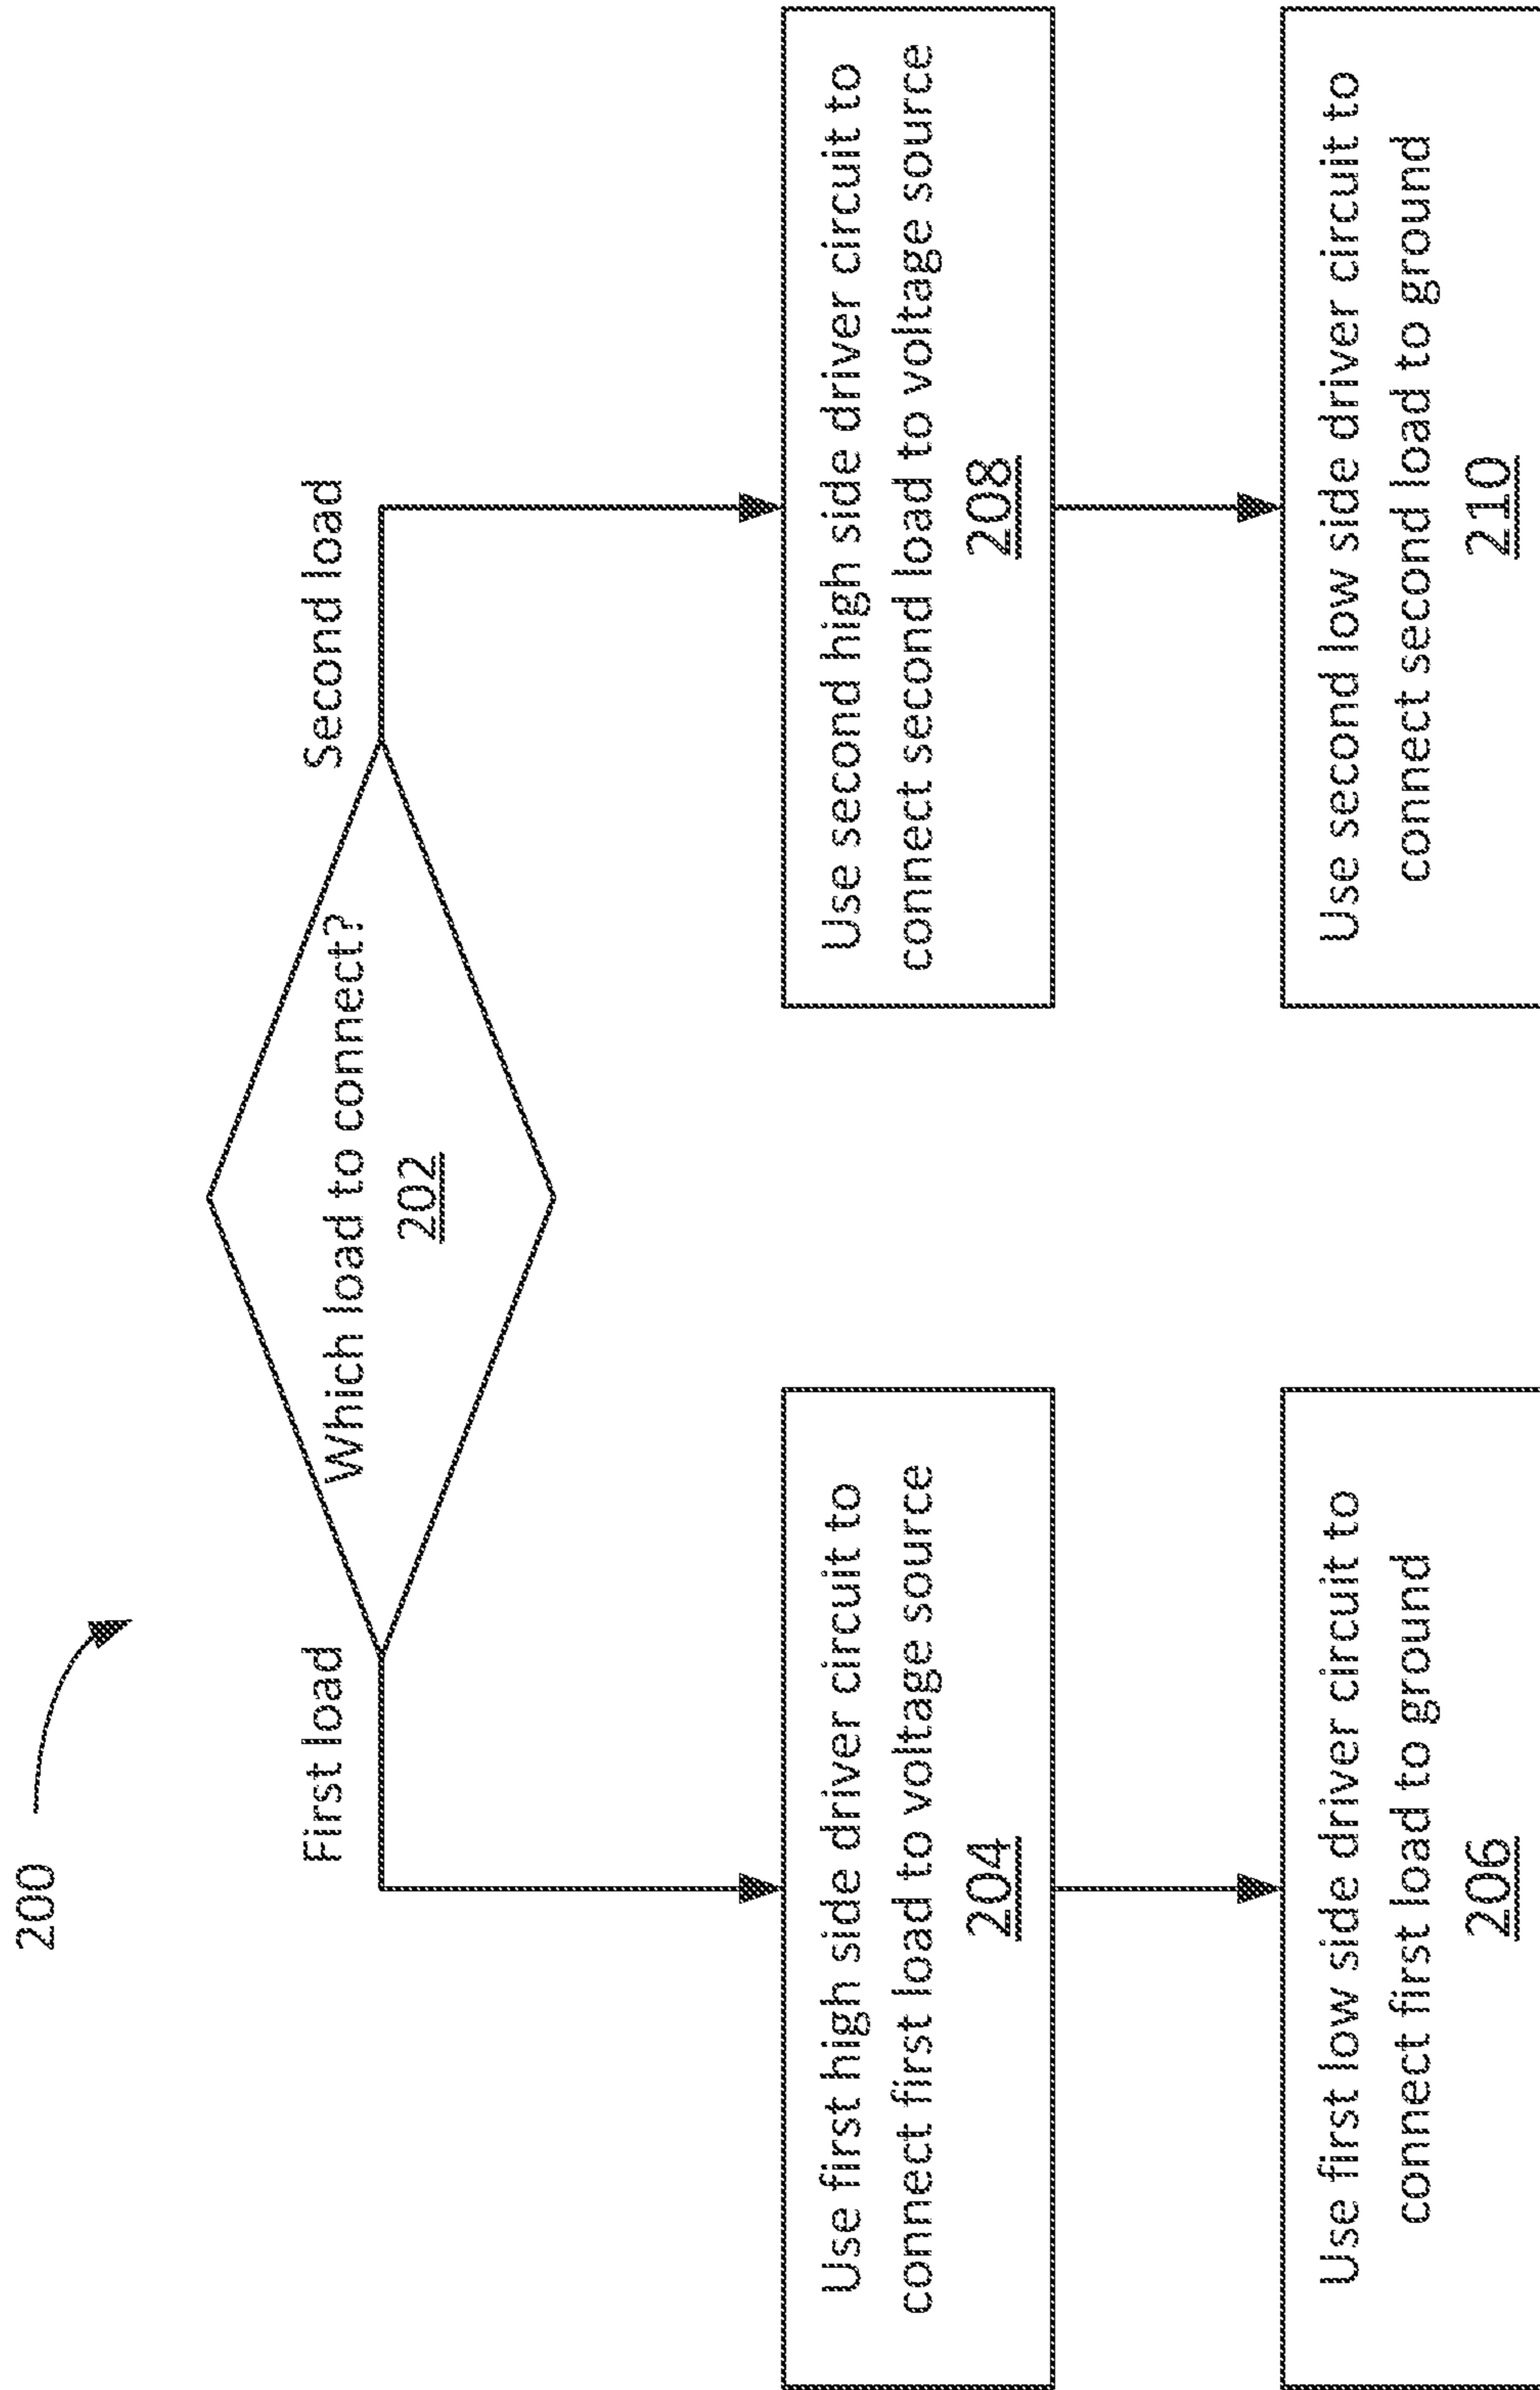 200
Which load to connect?
202
First load
Second load
Use first high side driver circuit to
connect first load to voltage source
204
Use first low side driver circuit to
connect first load to ground
206
Use second high side driver circuit to
connect second load to voltage source
208
Use second low side driver circuit to
connect second load to ground
210